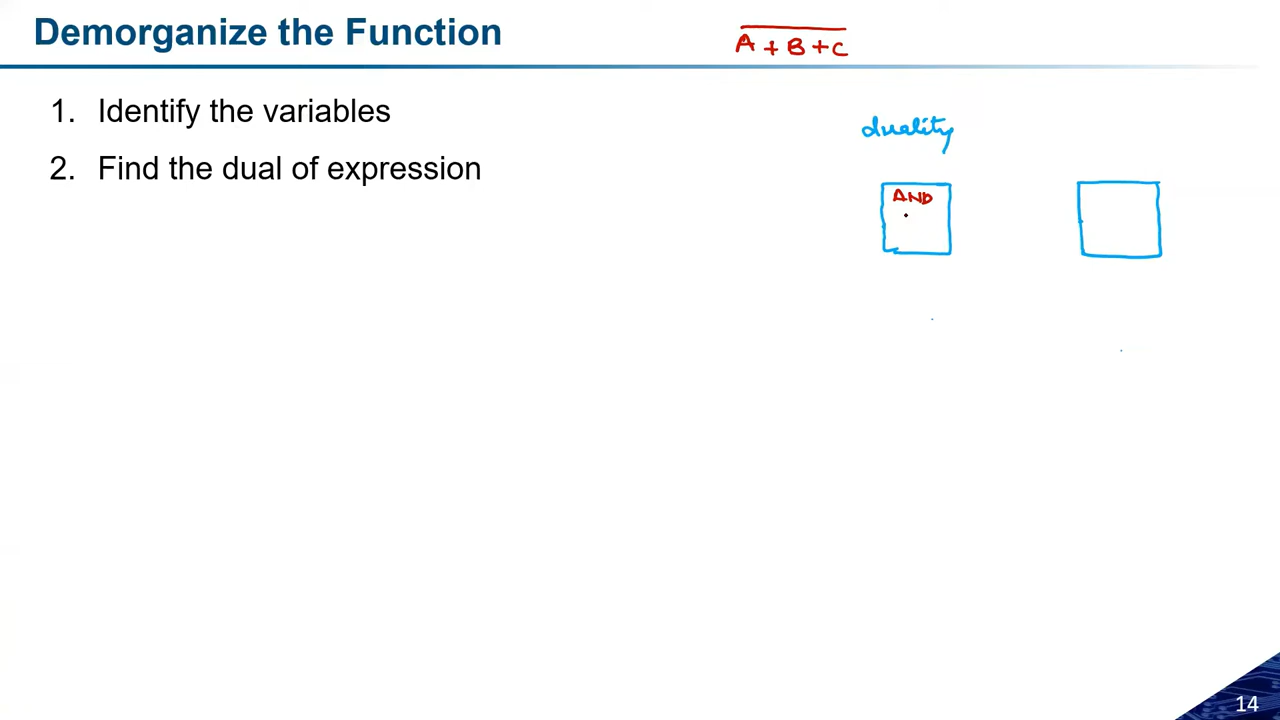 Demorganize the Function
A + B + C
1. Identify the variables
duality
2. Find the dual of expression
AND
14